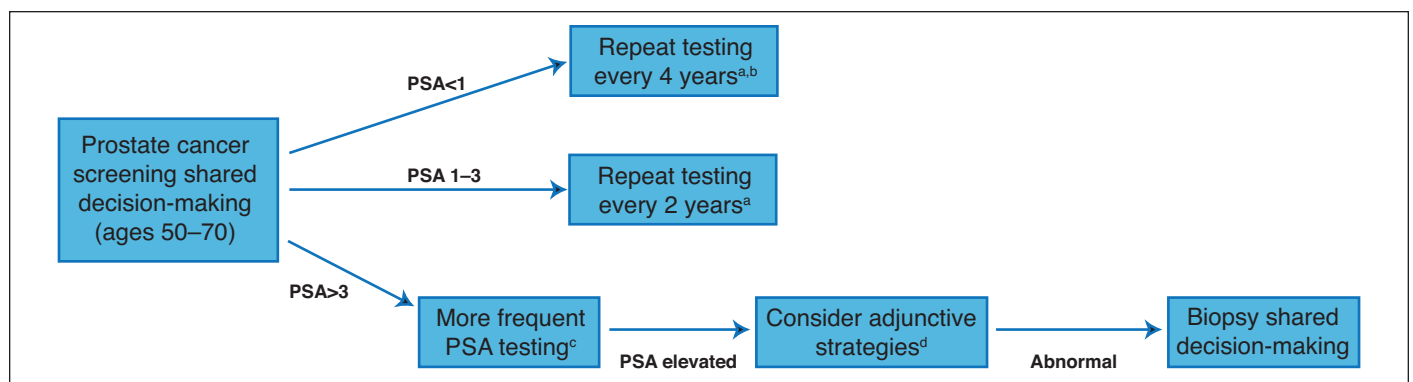 Prostate cancer
screening shared
decision-making
(ages 50–70)
PSA<1
Repeat testing
every 4 years^a,b
PSA 1–3
Repeat testing
every 2 years^a
PSA>3
More frequent
PSA testing^c
PSA elevated
Consider adjunctive
strategies^d
Abnormal
Biopsy shared
decision-making